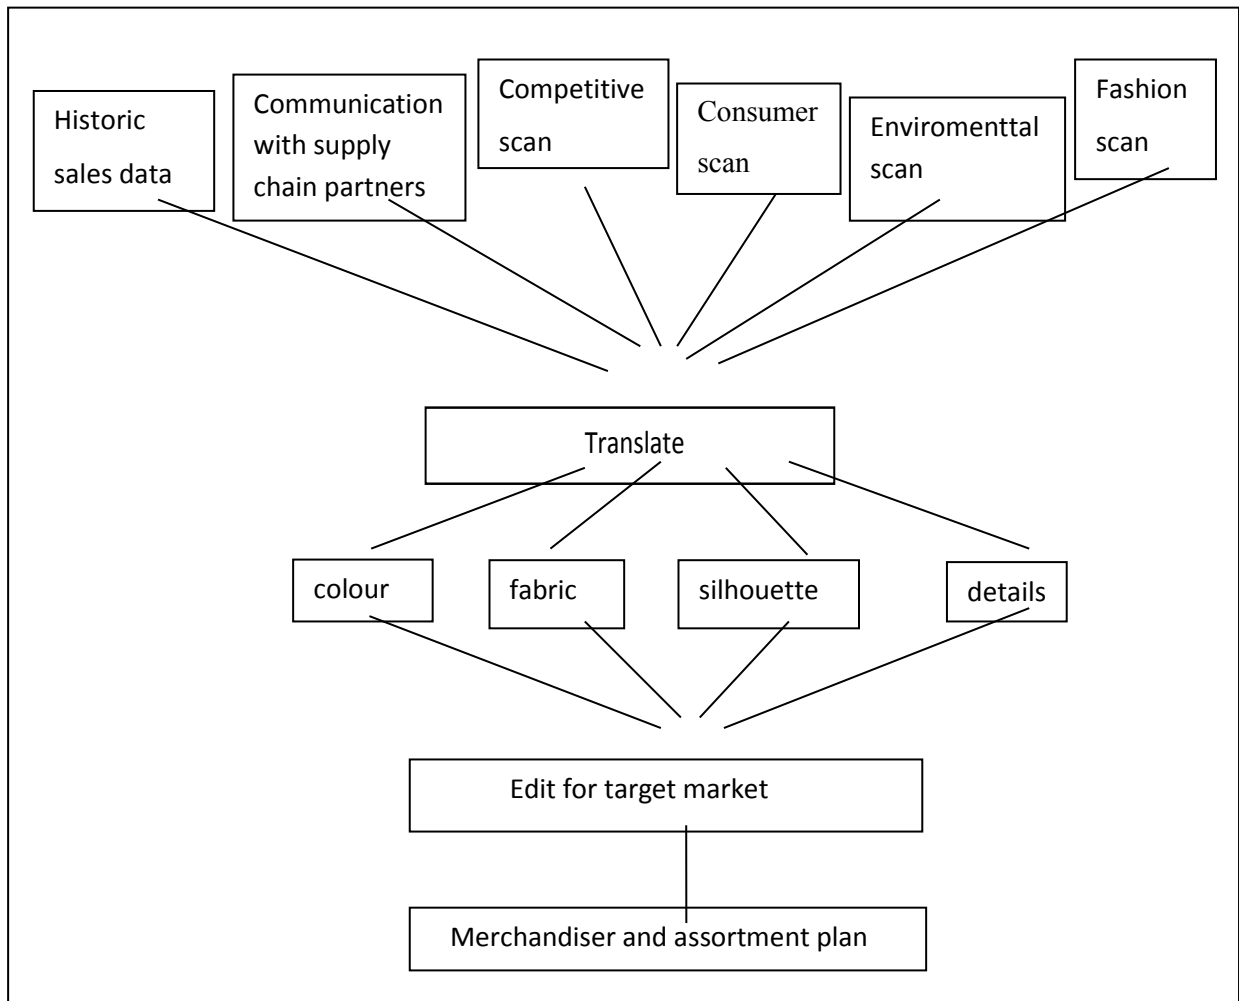 Historic
sales data
Communication
with supply
chain partners
Competitive
scan
Consumer
scan
Enviromenttal
scan
Fashion
scan
Translate
colour
fabric
silhouette
details
Edit for target market
Merchandiser and assortment plan